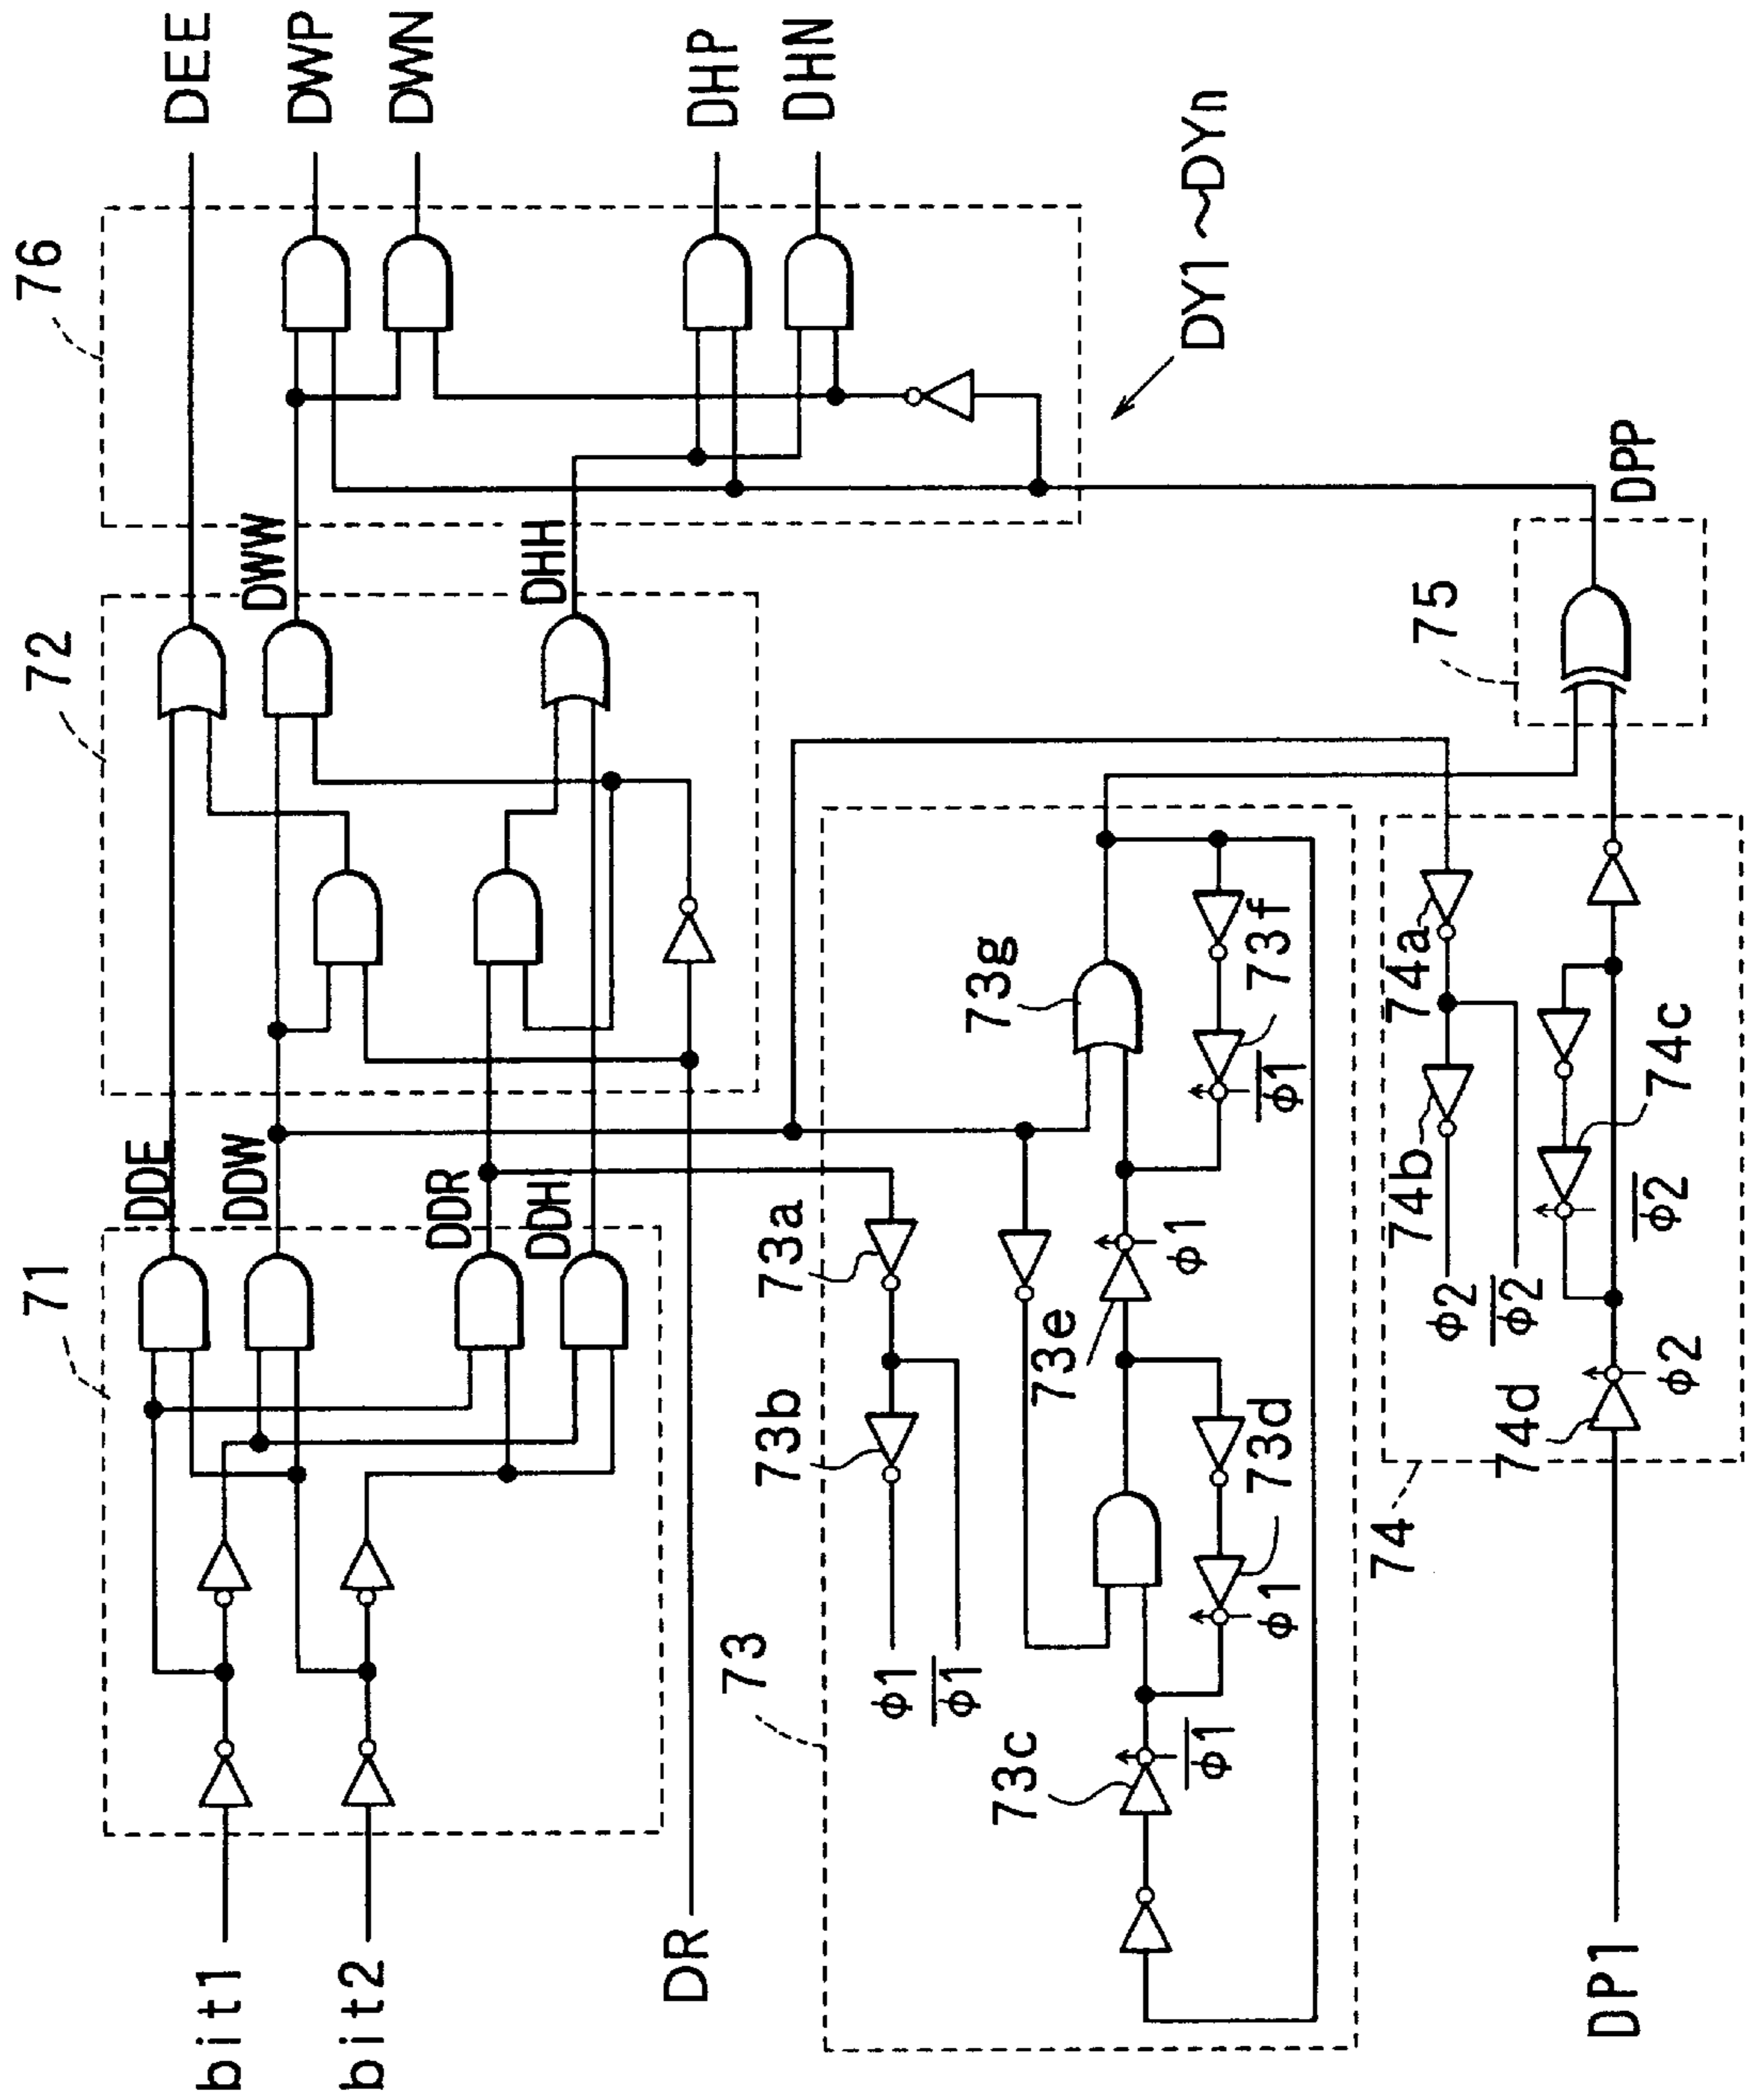 bit1
bit2
DR
DP1
71
DDE
DDW
DDR
DDH
72
DWW
DHH
76
DEE
DWP
DWN
DHP
DHN
DY1~DYn
73
73a
73b
φ1
φ1
73c
φ1
73d
φ1
73e
φ1
73f
φ1
73g
74
74a
74b
φ2
φ2
74c
φ2
74d
φ2
75
DPP